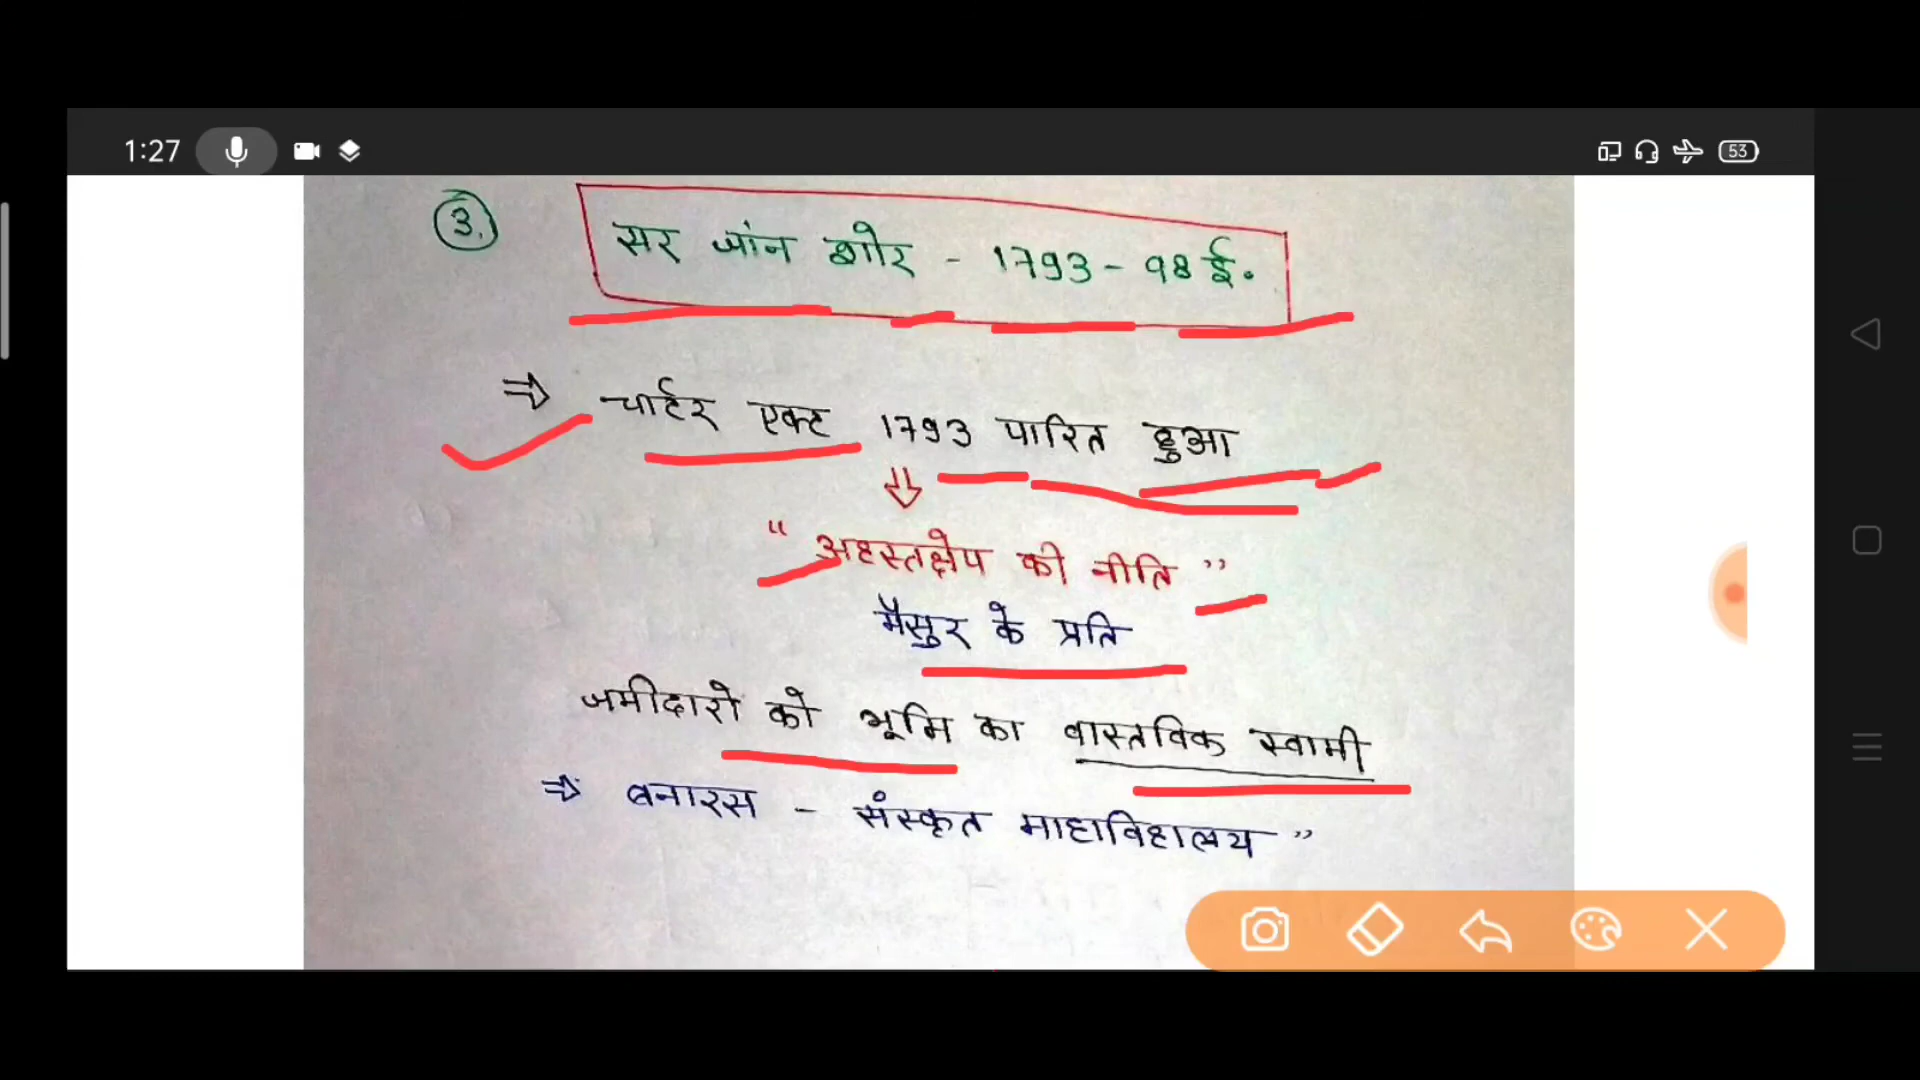 1:27
53
3.
सर जांन शोर - 1793 - 98 ई.
⇒ चार्टर एक्ट 1793 पारित हुआ
⇓
“ अहस्तक्षेप की नीति ”
मैसुर के प्रति
जमीदारो को भूमि का वास्तविक स्वामी
⇒ बनारस - संस्कृत माहाविहालय ”